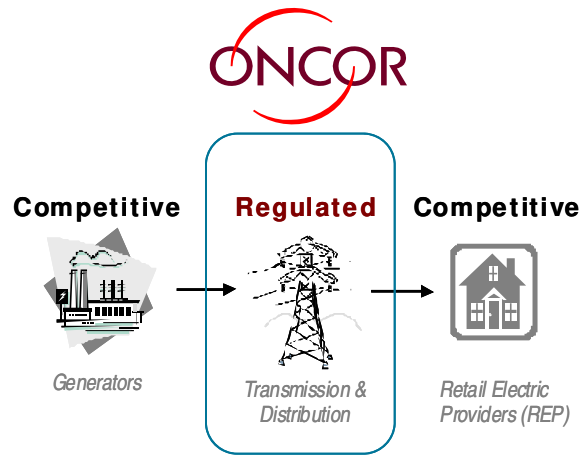 ONCOR
Competitive
Regulated
Competitive
Generators
Transmission &
Distribution
Retail Electric
Providers (REP)